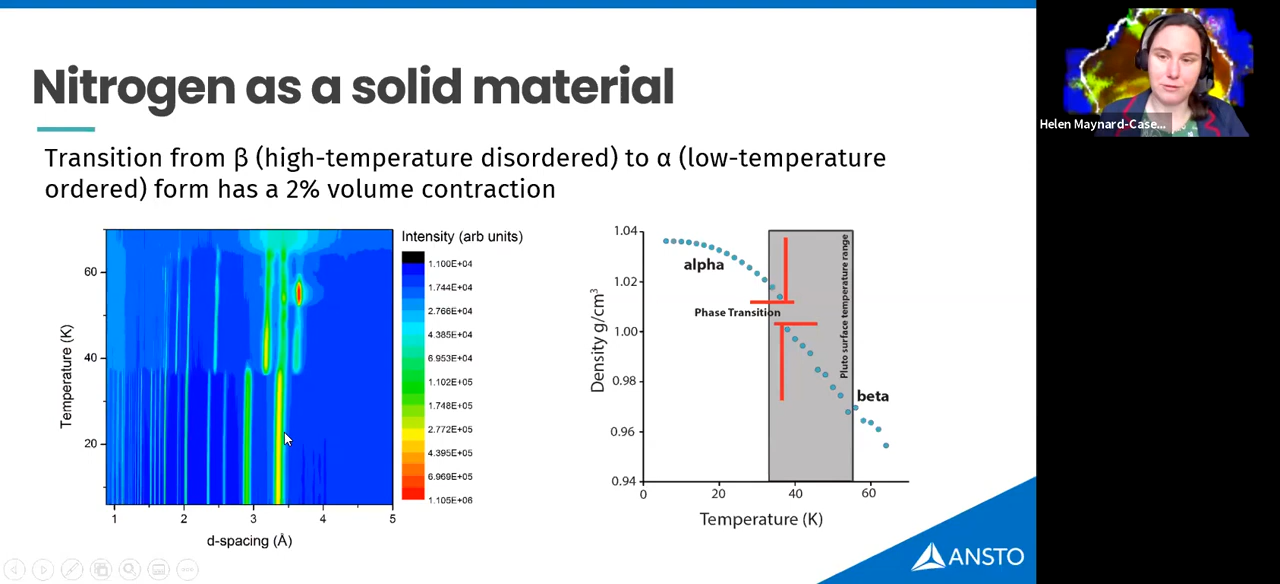 Nitrogen as a solid material
Transition from β (high-temperature disordered) to α (low-temperature
ordered) form has a 2% volume contraction
Intensity (arb units)
1.100E+04
1.744E+04
2.766E+04
4.385E+04
6.953E+04
1.102E+05
1.748E+05
2.772E+05
4.395E+05
6.969E+05
1.105E+06
Temperature (K)
60
40
20
1 2 3 4 5
d-spacing (Å)
Density g/cm³
1.04
1.02
1.00
0.98
0.96
0.94
alpha
Phase Transition
Pluto surface temperature range
beta
0 20 40 60
Temperature (K)
ANSTO
Helen Maynard-Case...